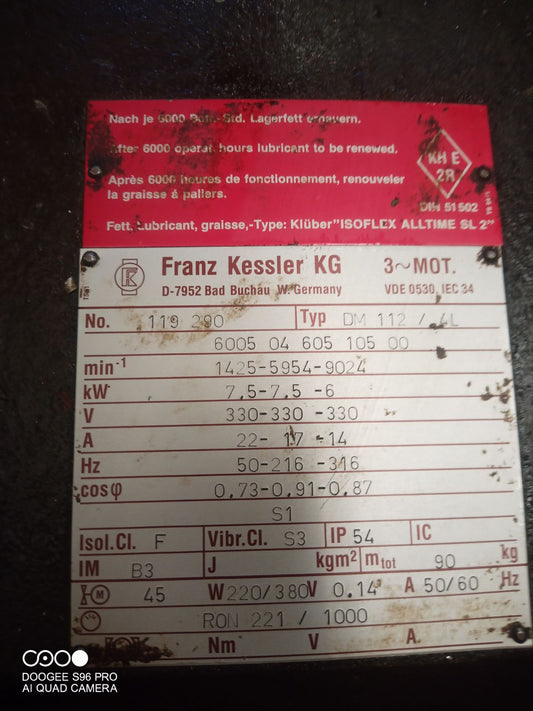 Nach je 6000 Betr.-Std. Lagerfett erneuern.
After 6000 operat hours lubricant to be renewed.
Après 6000 heures de fonctionnement, renouveler
la graisse à paliers.
KH E
2R
DIN 51 502
Fett, Lubricant, graisse,-Type: Klüber"ISOFLEX ALLTIME SL 2"
Franz Kessler KG 3~MOT.
D-7952 Bad Buchau W. Germany VDE 0530, IEC 34
No. 119 290 Typ DM 112 / 4L
6005 04 605 105 00
min-1 1425-5954-9024
kW 7,5-7,5 -6
V 330-330 -330
A 22- 17 -14
Hz 50-216 -316
cosφ 0,73-0,91-0,87
S1
Isol.Cl. F Vibr.Cl. S3 IP 54 IC
IM B3 J kgm² mtot 90 kg
M 45 W 220/380 V 0.14 A 50/60 Hz
RON 221 / 1000
Nm V A
DOOGEE S96 PRO
AI QUAD CAMERA